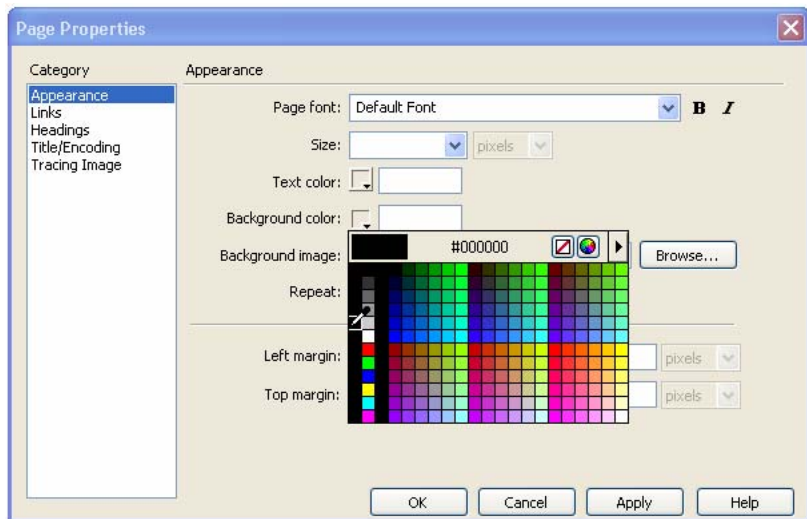 Page Properties
Category
Appearance
Appearance
Links
Headings
Title/Encoding
Tracing Image
Page font: Default Font B I
Size: pixels
Text color:
Background color:
#000000
Background image: Browse...
Repeat:
Left margin: pixels
Top margin: pixels
OK Cancel Apply Help